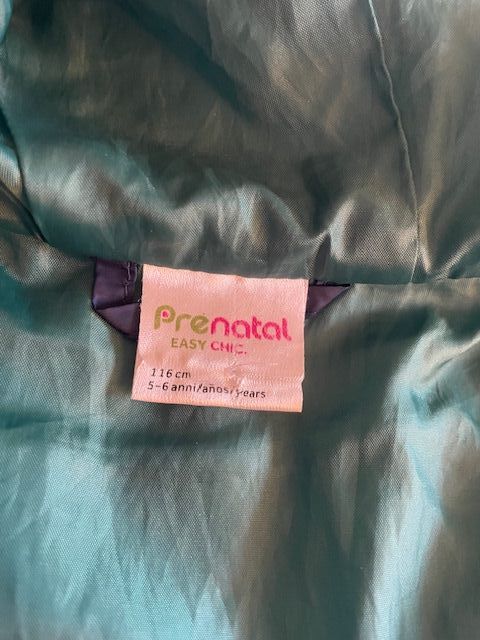 Prenatal
EASY CHIC.
116 cm
5-6 anni/años/years